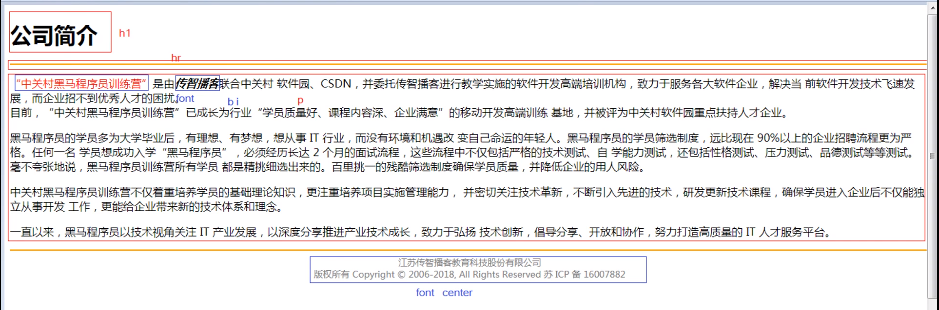 公司简介 h1
hr
“中关村黑马程序员训练营” 是由传智播客联合中关村 软件园、CSDN，并委托传智播客进行教学实施的软件开发高端培训机构，致力于服务各大软件企业，解决当 前软件开发技术飞速发
展，而企业招不到优秀人才的困扰。 font b i p
目前，“中关村黑马程序员训练营”已成长为行业“学员质量好、课程内容深、企业满意”的移动开发高端训练 基地，并被评为中关村软件园重点扶持人才企业。
黑马程序员的学员多为大学毕业后，有理想、有梦想，想从事 IT 行业，而没有环境和机遇改 变自己命运的年轻人。黑马程序员的学员筛选制度，远比现在 90%以上的企业招聘流程更为严
格。任何一名 学员想成功入学“黑马程序员”，必须经历长达 2 个月的面试流程，这些流程中不仅包括严格的技术测试、自 学能力测试，还包括性格测试、压力测试、品德测试等等测试。
毫不夸张地说，黑马程序员训练营所有学员 都是精挑细选出来的。百里挑一的残酷筛选制度确保学员质量，并降低企业的用人风险。
中关村黑马程序员训练营不仅着重培养学员的基础理论知识，更注重培养项目实施管理能力， 并密切关注技术革新，不断引入先进的技术，研发更新技术课程，确保学员进入企业后不仅能独
立从事开发 工作，更能给企业带来新的技术体系和理念。
一直以来，黑马程序员以技术视角关注 IT 产业发展，以深度分享推进产业技术成长，致力于弘扬 技术创新，倡导分享、开放和协作，努力打造高质量的 IT 人才服务平台。
江苏传智播客教育科技股份有限公司
版权所有 Copyright © 2006-2018, All Rights Reserved 苏 ICP 备 16007882
font center